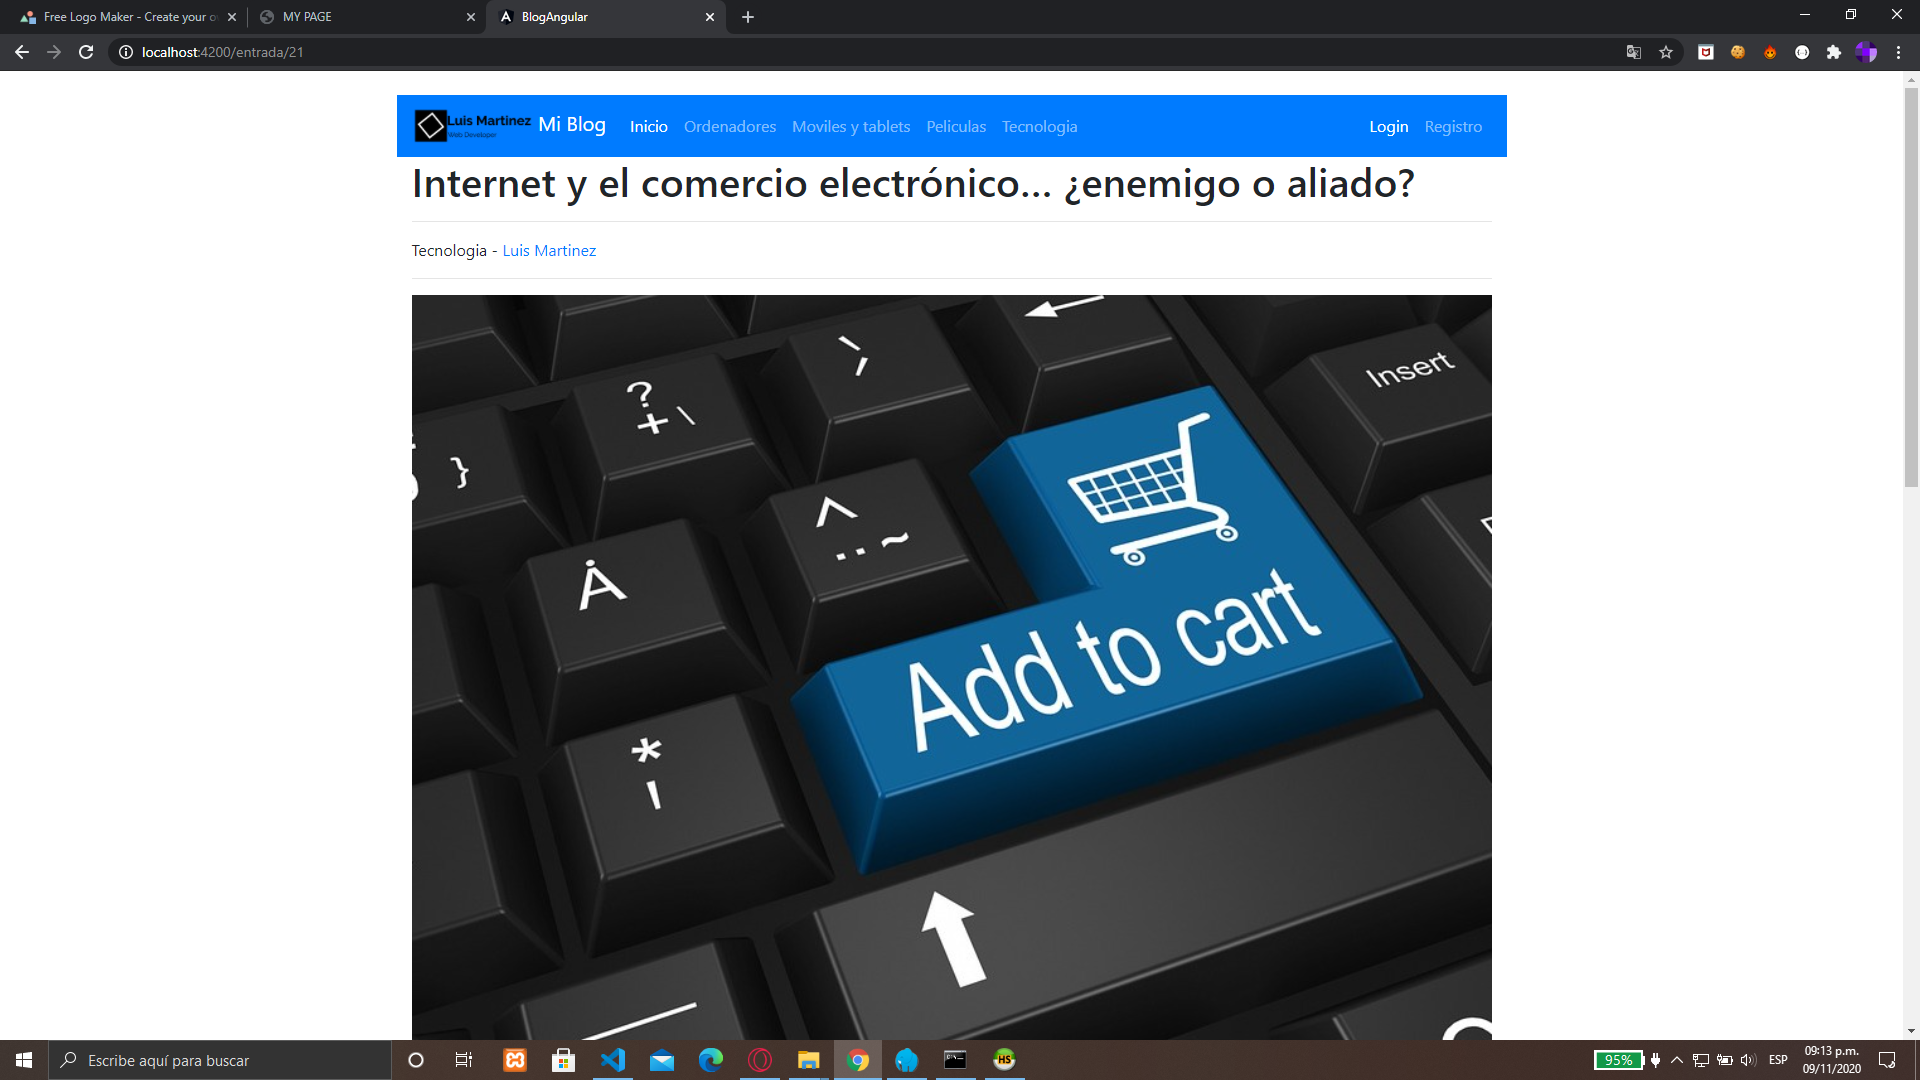 Free Logo Maker - Create your o
MY PAGE
BlogAngular
localhost:4200/entrada/21
Luis Martinez
Web Developer
Mi Blog
Inicio
Ordenadores
Moviles y tablets
Peliculas
Tecnologia
Login
Registro
Internet y el comercio electrónico... ¿enemigo o aliado?
Tecnologia - Luis Martinez
Insert
?
+ \
}
^
.. ~
Å
Add to cart
*
'
Escribe aquí para buscar
HS
95%
ESP
09:13 p.m.
09/11/2020